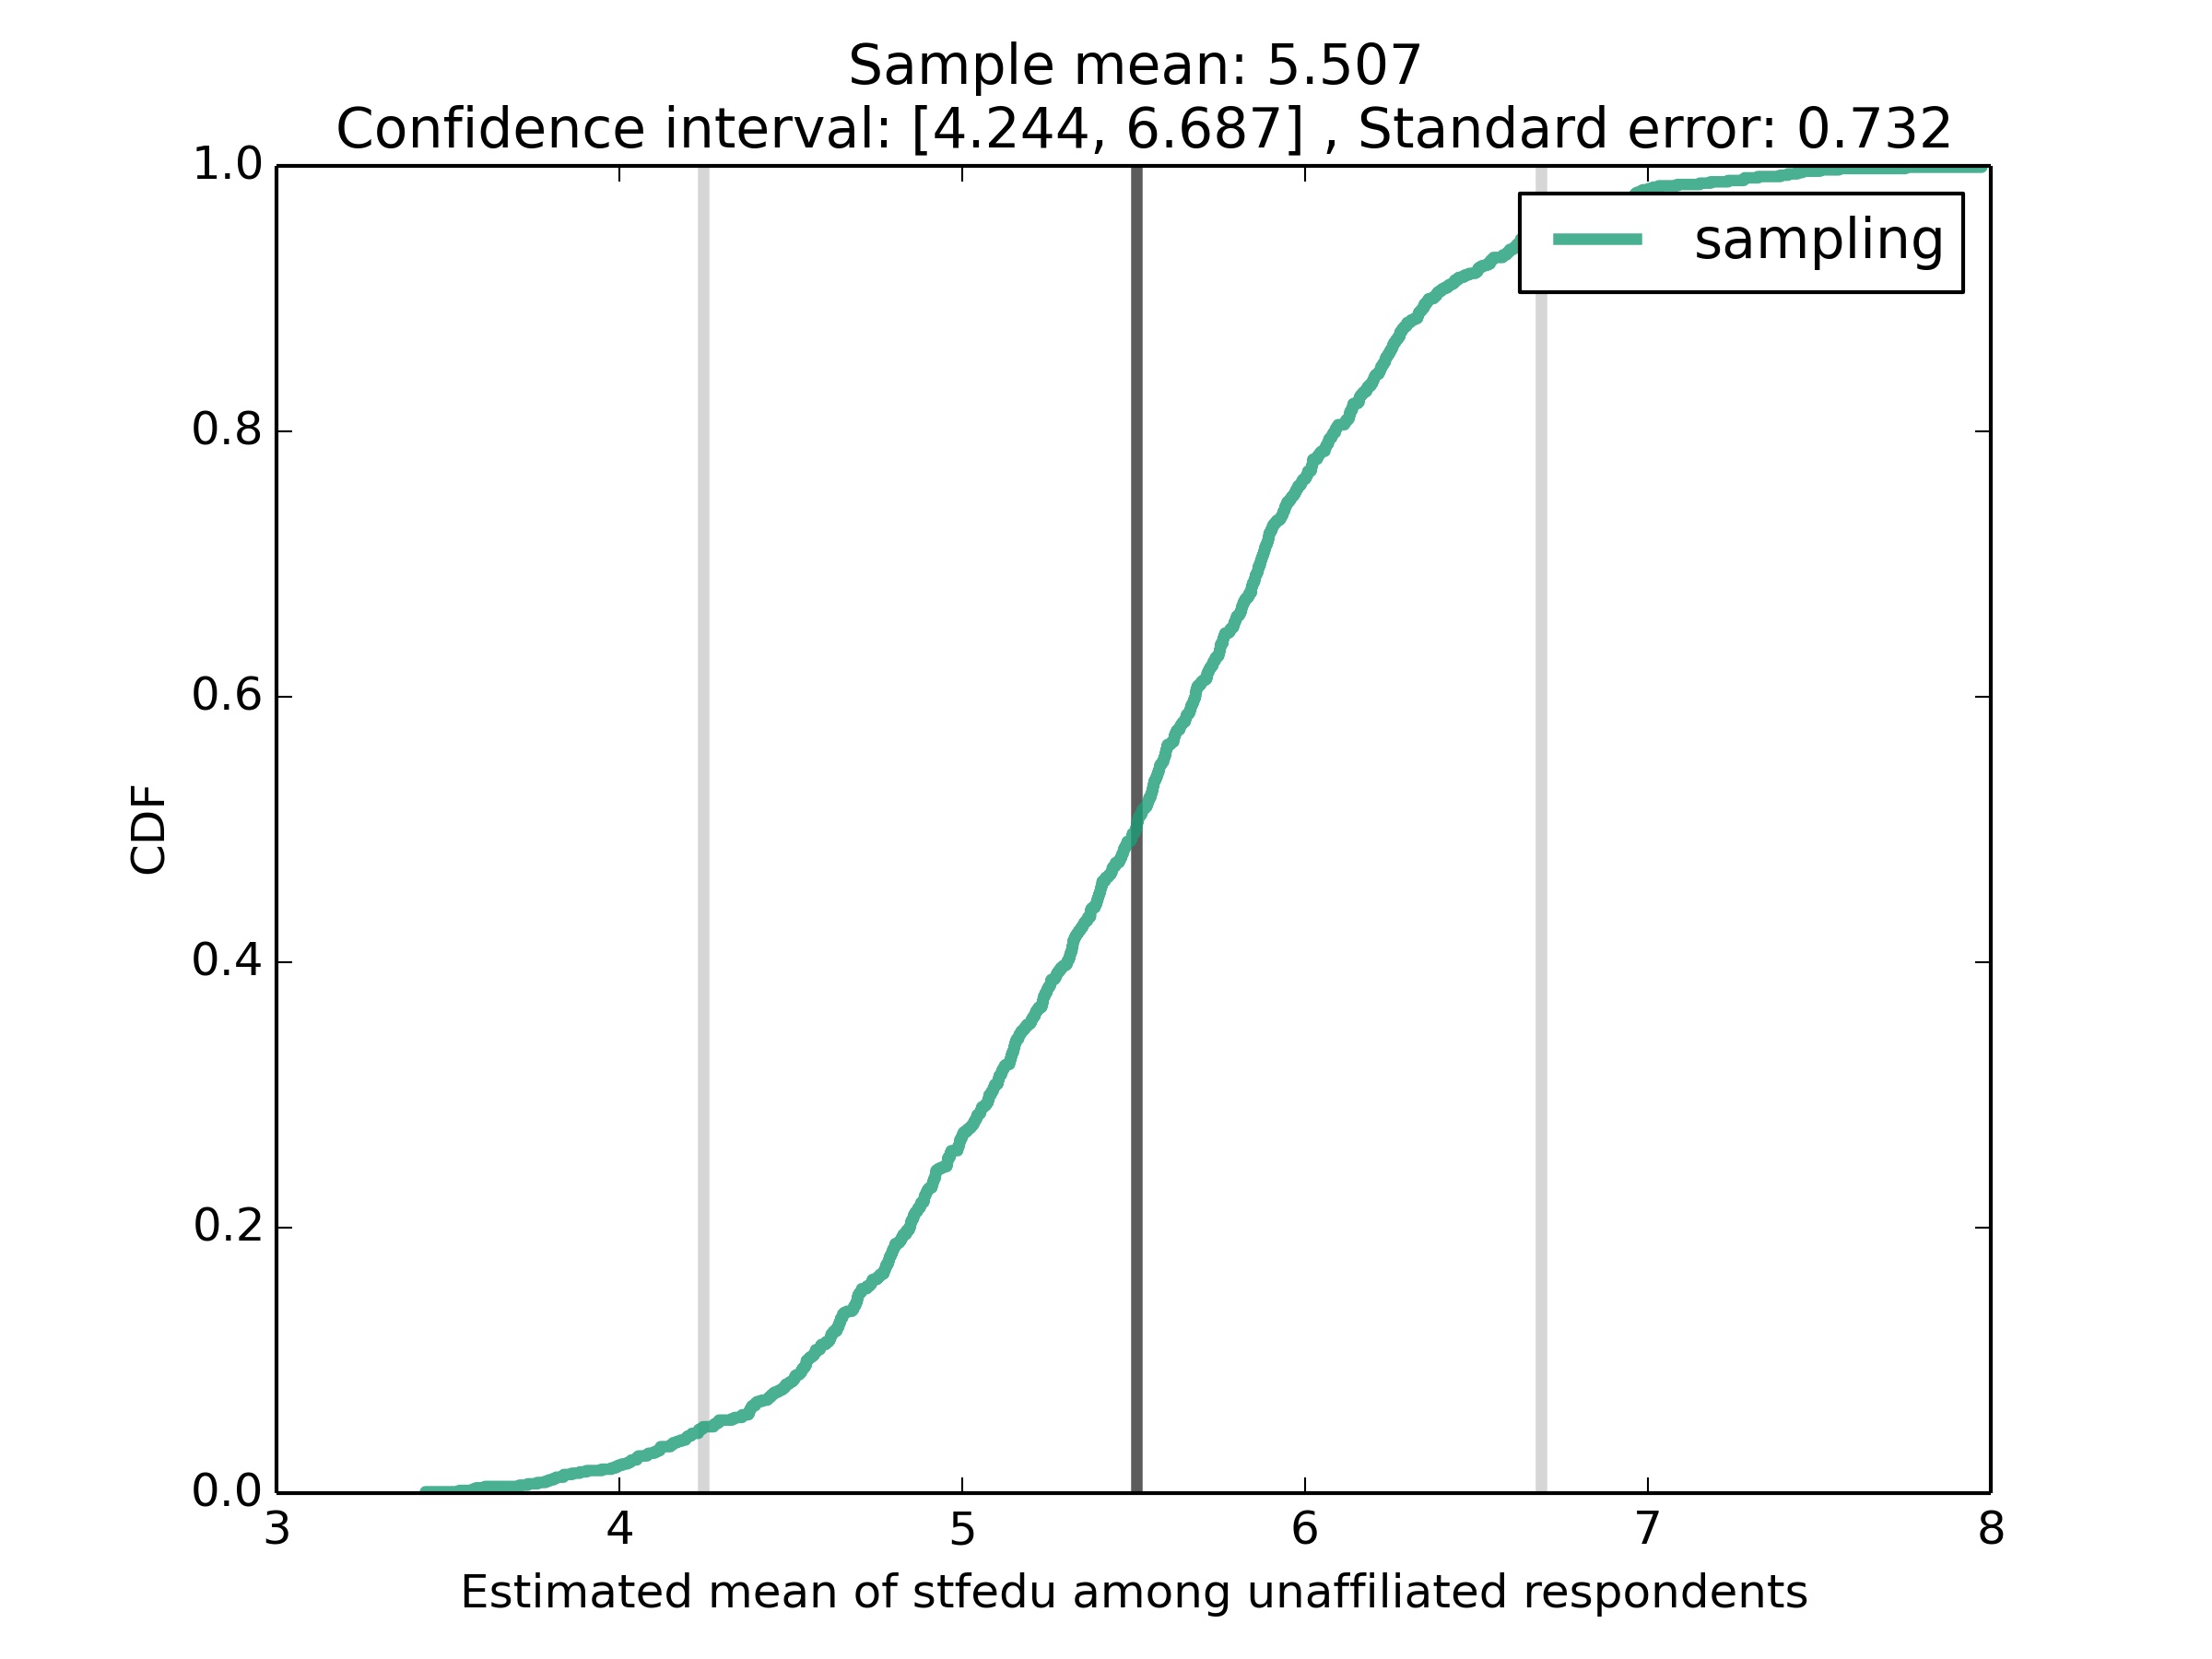 Sample mean: 5.507
Confidence interval: [4.244, 6.687] , Standard error: 0.732
1.0
sampling
0.8
0.6
CDF
0.4
0.2
0.0
3 4 5 6 7 8
Estimated mean of stfedu among unaffiliated respondents